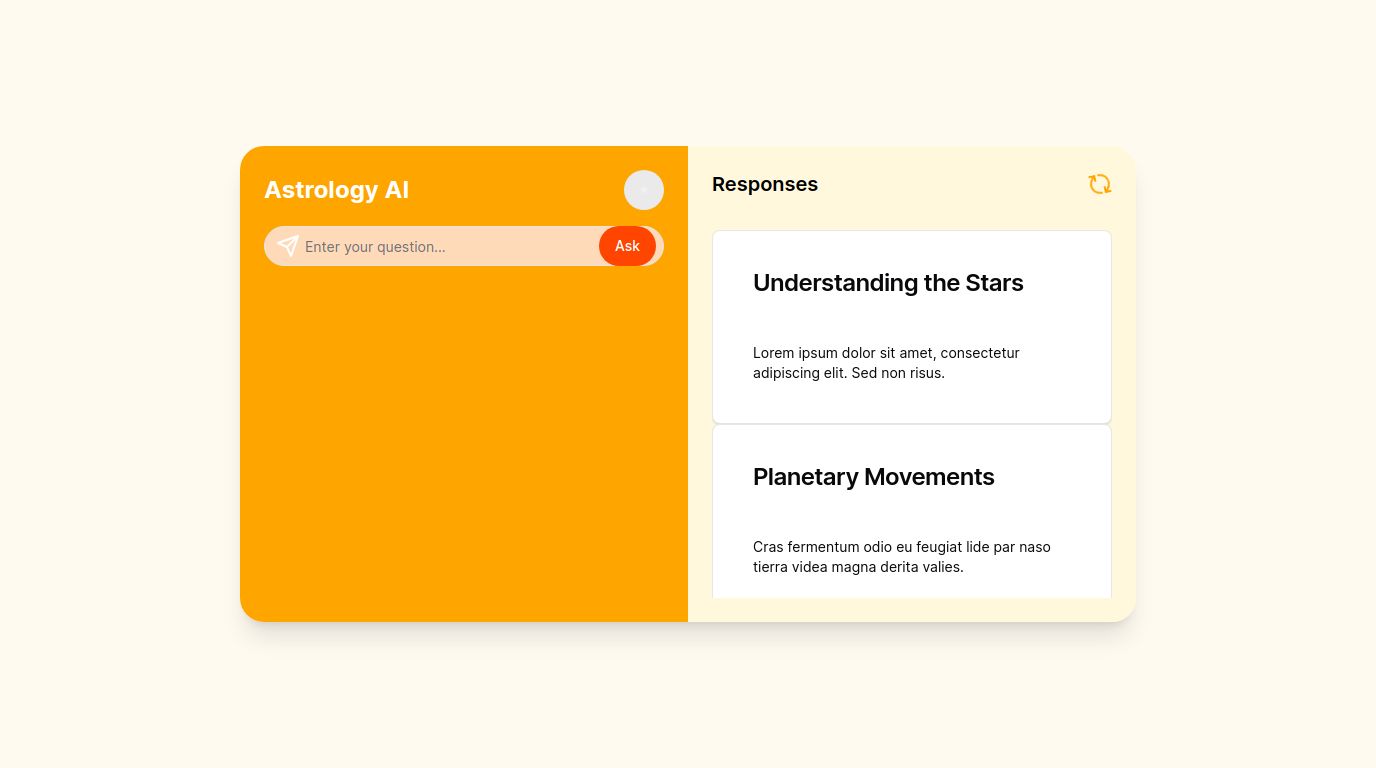 Astrology AI
Enter your question...
Ask
Responses
Understanding the Stars
Lorem ipsum dolor sit amet, consectetur
adipiscing elit. Sed non risus.
Planetary Movements
Cras fermentum odio eu feugiat lide par naso
tierra videa magna derita valies.